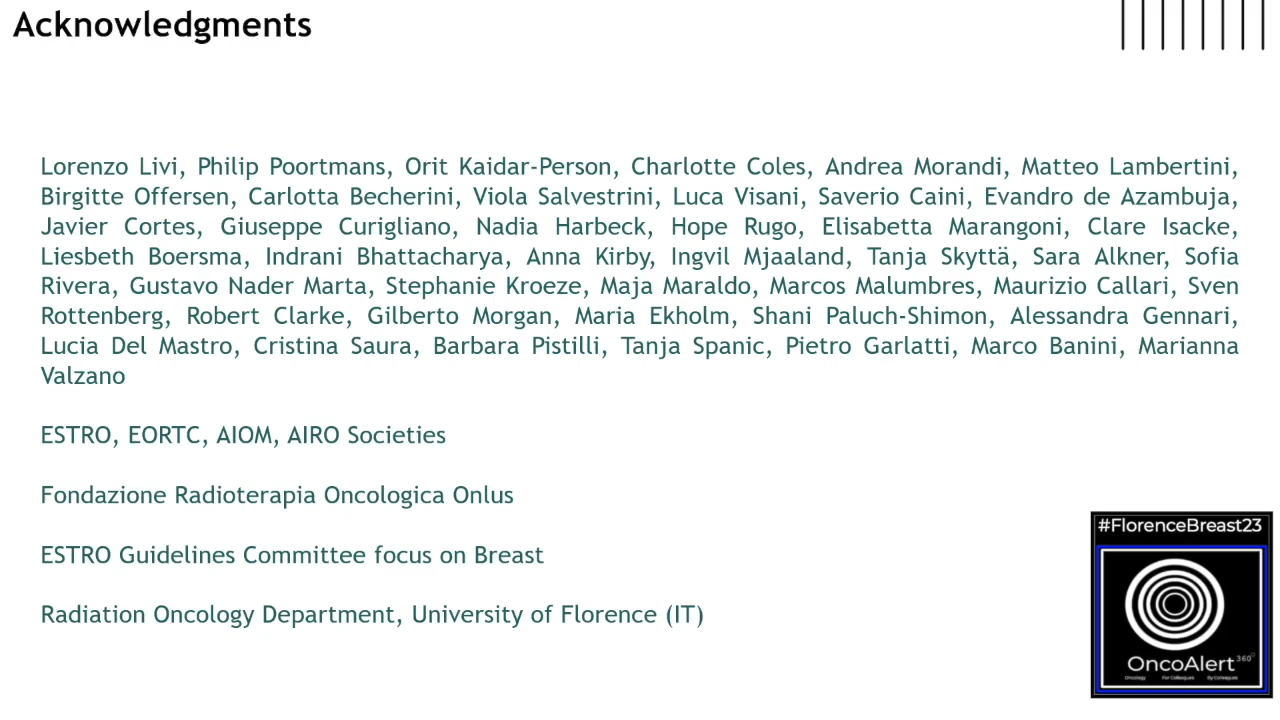 Acknowledgments
Lorenzo Livi, Philip Poortmans, Orit Kaidar-Person, Charlotte Coles, Andrea Morandi, Matteo Lambertini,
Birgitte Offersen, Carlotta Becherini, Viola Salvestrini, Luca Visani, Saverio Caini, Evandro de Azambuja,
Javier Cortes, Giuseppe Curigliano, Nadia Harbeck, Hope Rugo, Elisabetta Marangoni, Clare Isacke,
Liesbeth Boersma, Indrani Bhattacharya, Anna Kirby, Ingvil Mjaaland, Tanja Skyttä, Sara Alkner, Sofia
Rivera, Gustavo Nader Marta, Stephanie Kroeze, Maja Maraldo, Marcos Malumbres, Maurizio Callari, Sven
Rottenberg, Robert Clarke, Gilberto Morgan, Maria Ekholm, Shani Paluch-Shimon, Alessandra Gennari,
Lucia Del Mastro, Cristina Saura, Barbara Pistilli, Tanja Spanic, Pietro Garlatti, Marco Banini, Marianna
Valzano
ESTRO, EORTC, AIOM, AIRO Societies
Fondazione Radioterapia Oncologica Onlus
ESTRO Guidelines Committee focus on Breast
Radiation Oncology Department, University of Florence (IT)
#FlorenceBreast23
OncoAlert 360°
Oncology For Colleagues By Colleagues